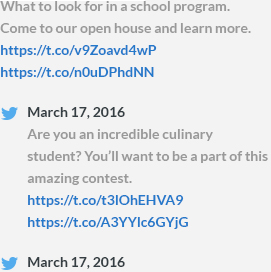 What to look for in a school program.
Come to our open house and learn more.
https://t.co/v9Zoavd4wP
https://t.co/n0uDPhdNN
March 17, 2016
Are you an incredible culinary
student? You’ll want to be a part of this
amazing contest.
https://t.co/t3lOhEHVA9
https://t.co/A3YYlc6GYjG
March 17, 2016